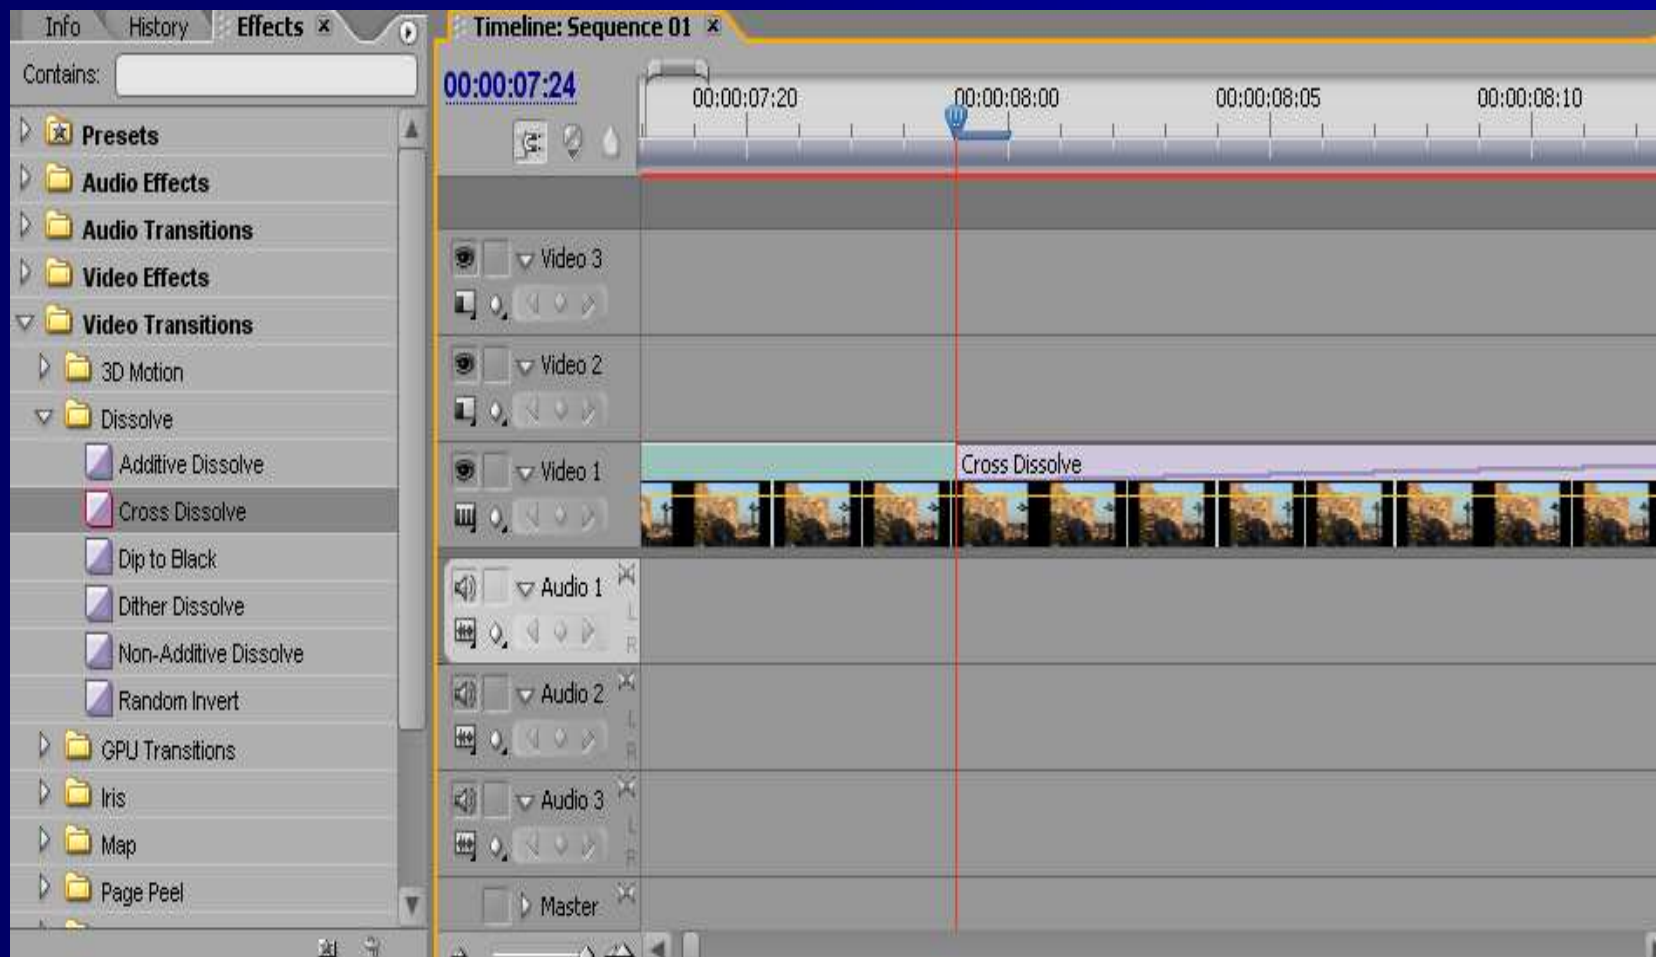 Info History Effects x
Contains:
Presets
Audio Effects
Audio Transitions
Video Effects
Video Transitions
3D Motion
Dissolve
Additive Dissolve
Cross Dissolve
Dip to Black
Dither Dissolve
Non-Additive Dissolve
Random Invert
GPU Transitions
Iris
Map
Page Peel
Timeline: Sequence 01 x
00:00:07:24
00:00:07:20 00:00:08:00 00:00:08:05 00:00:08:10
Video 3
Video 2
Video 1
Cross Dissolve
Audio 1
L
R
Audio 2
L
R
Audio 3
L
R
Master